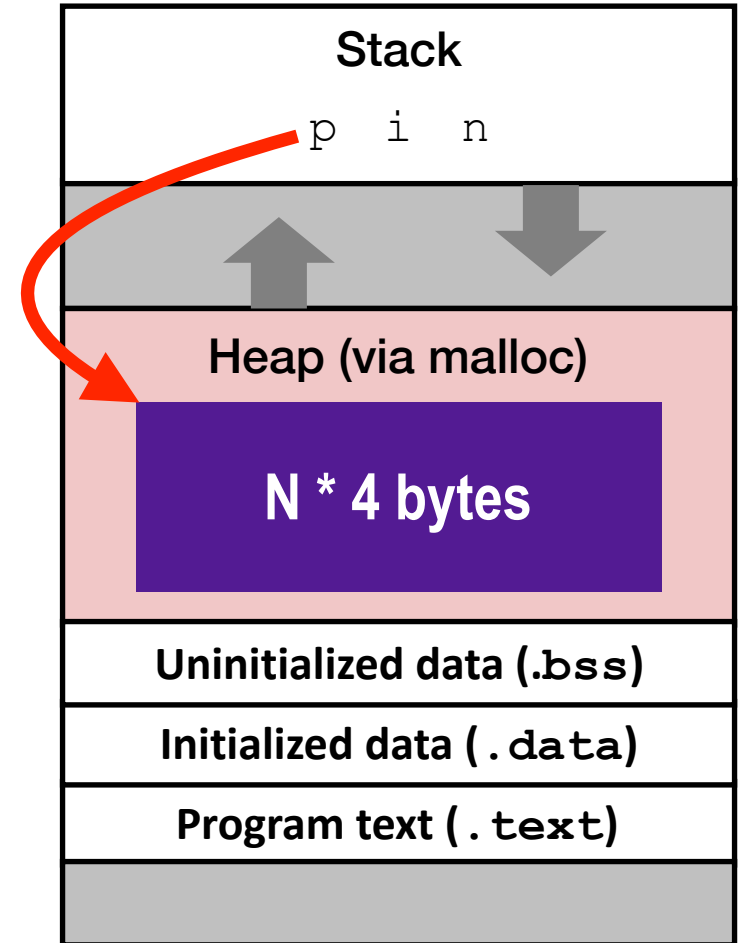 Stack
p i n
Heap (via malloc)
N * 4 bytes
Uninitialized data (.bss)
Initialized data (.data)
Program text (.text)